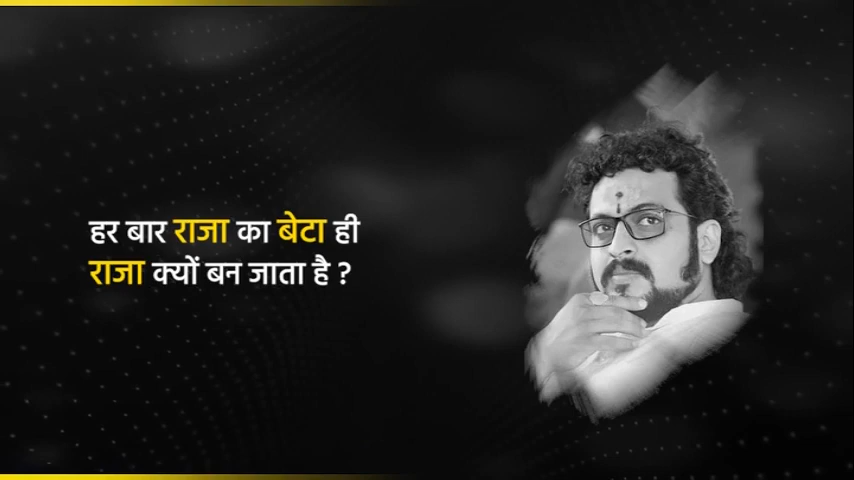 हर बार राजा का बेटा ही
राजा क्यों बन जाता है ?